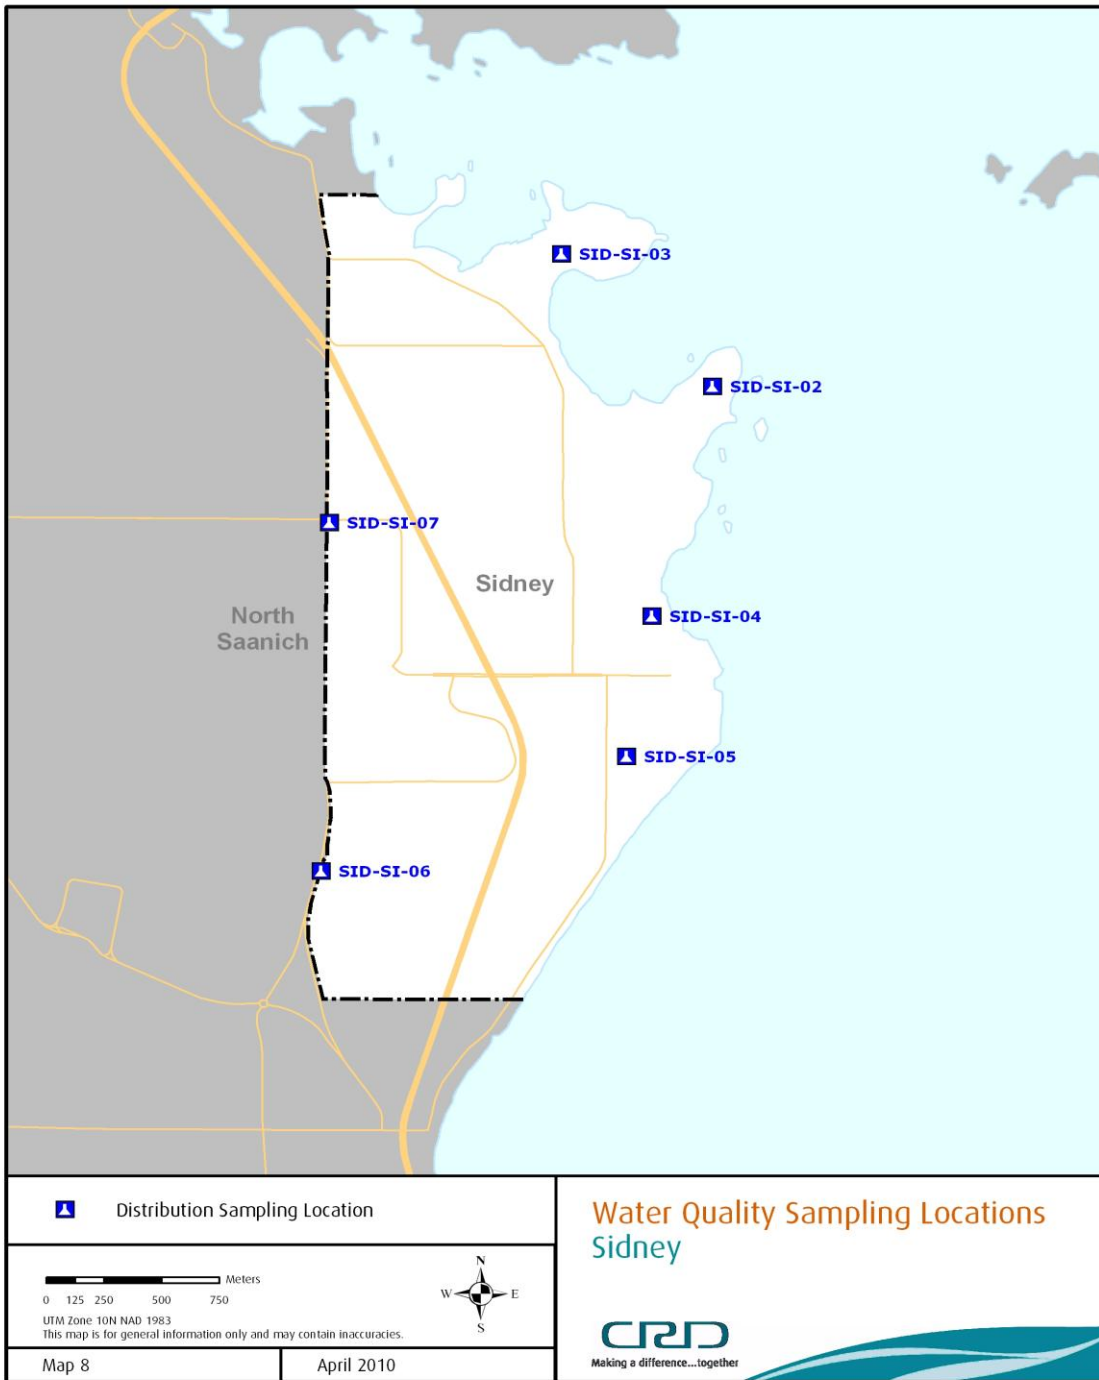 SID-SI-03
SID-SI-02
SID-SI-07
Sidney
North
Saanich
SID-SI-04
SID-SI-05
SID-SI-06
Distribution Sampling Location
Meters
0 125 250 500 750
UTM Zone 10N NAD 1983
This map is for general information only and may contain inaccuracies.
N
W E
S
Map 8
April 2010
Water Quality Sampling Locations
Sidney
CRD
Making a difference...together